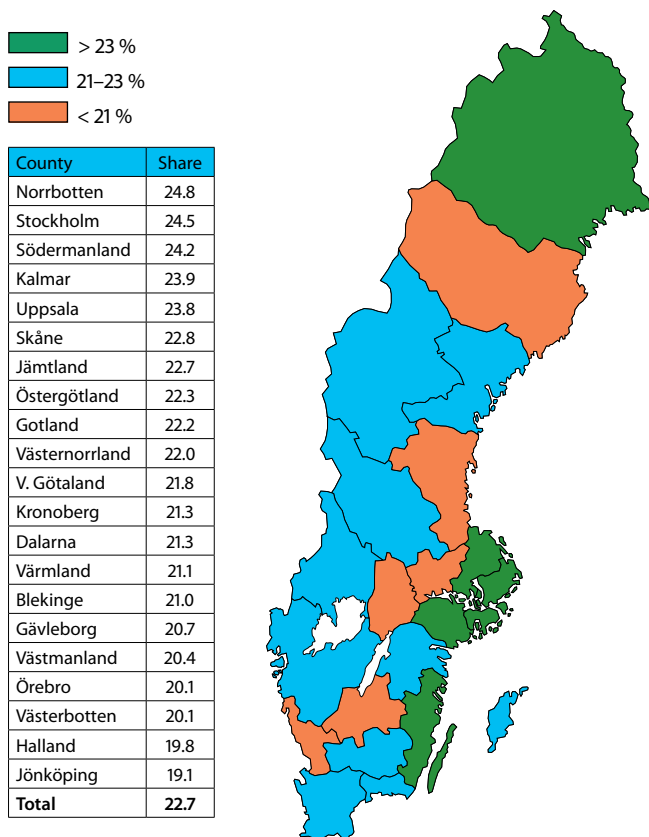 > 23 %
21–23 %
< 21 %
County Share
Norrbotten 24.8
Stockholm 24.5
Södermanland 24.2
Kalmar 23.9
Uppsala 23.8
Skåne 22.8
Jämtland 22.7
Östergötland 22.3
Gotland 22.2
Västernorrland 22.0
V. Götaland 21.8
Kronoberg 21.3
Dalarna 21.3
Värmland 21.1
Blekinge 21.0
Gävleborg 20.7
Västmanland 20.4
Örebro 20.1
Västerbotten 20.1
Halland 19.8
Jönköping 19.1
Total 22.7